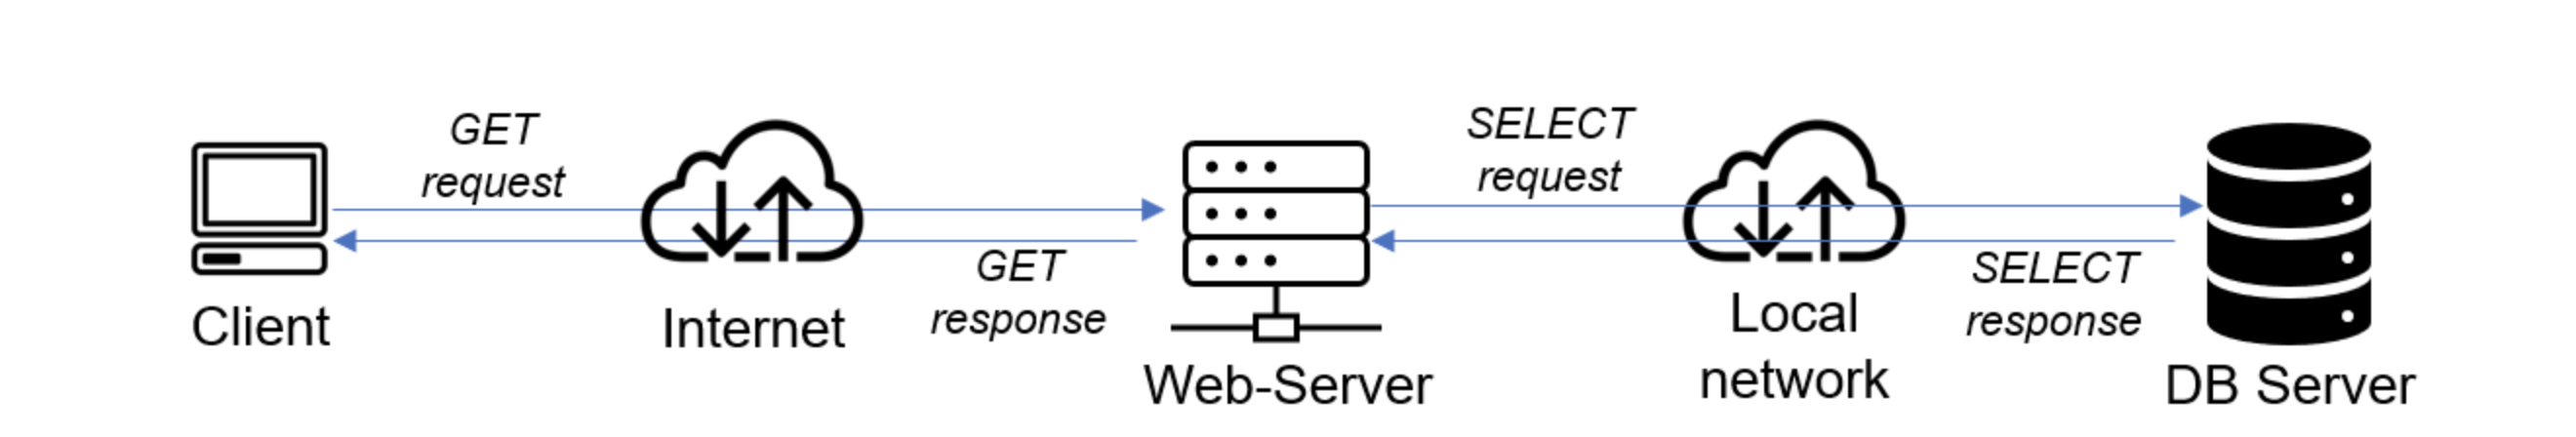 GET
request
Client
Internet
GET
response
Web-Server
SELECT
request
Local
network
SELECT
response
DB Server